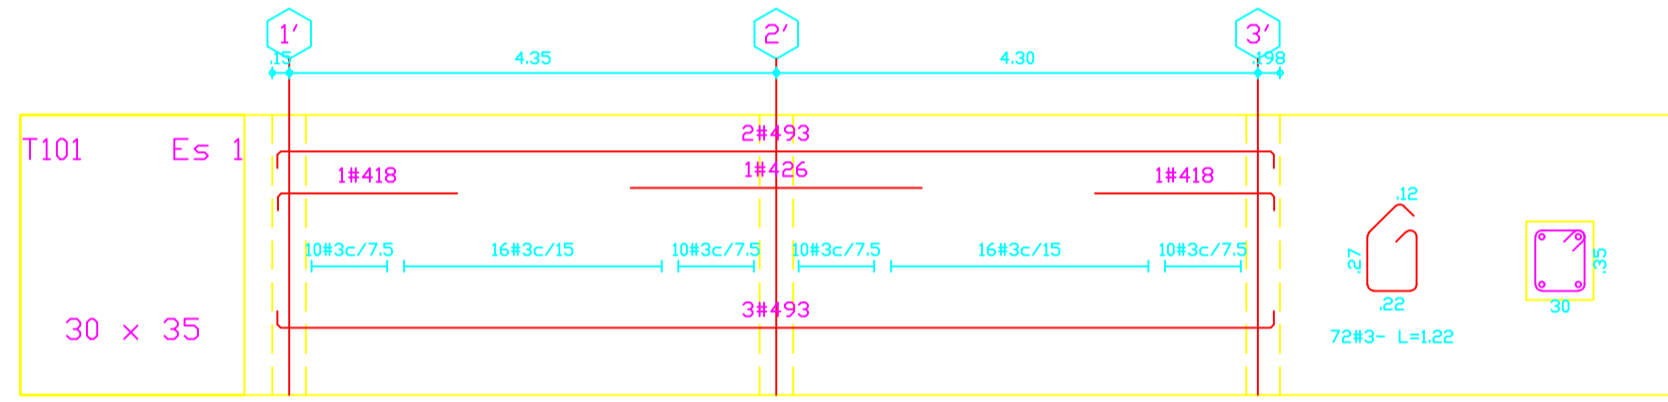 1' 2' 3'
.15 4.35 4.30 .198
T101 Es 1
2#493
1#418 1#426 1#418
.12
10#3c/7.5 16#3c/15 10#3c/7.5 10#3c/7.5 16#3c/15 10#3c/7.5
.27 .35
3#493
.22 30
30 x 35
72#3- L=1.22